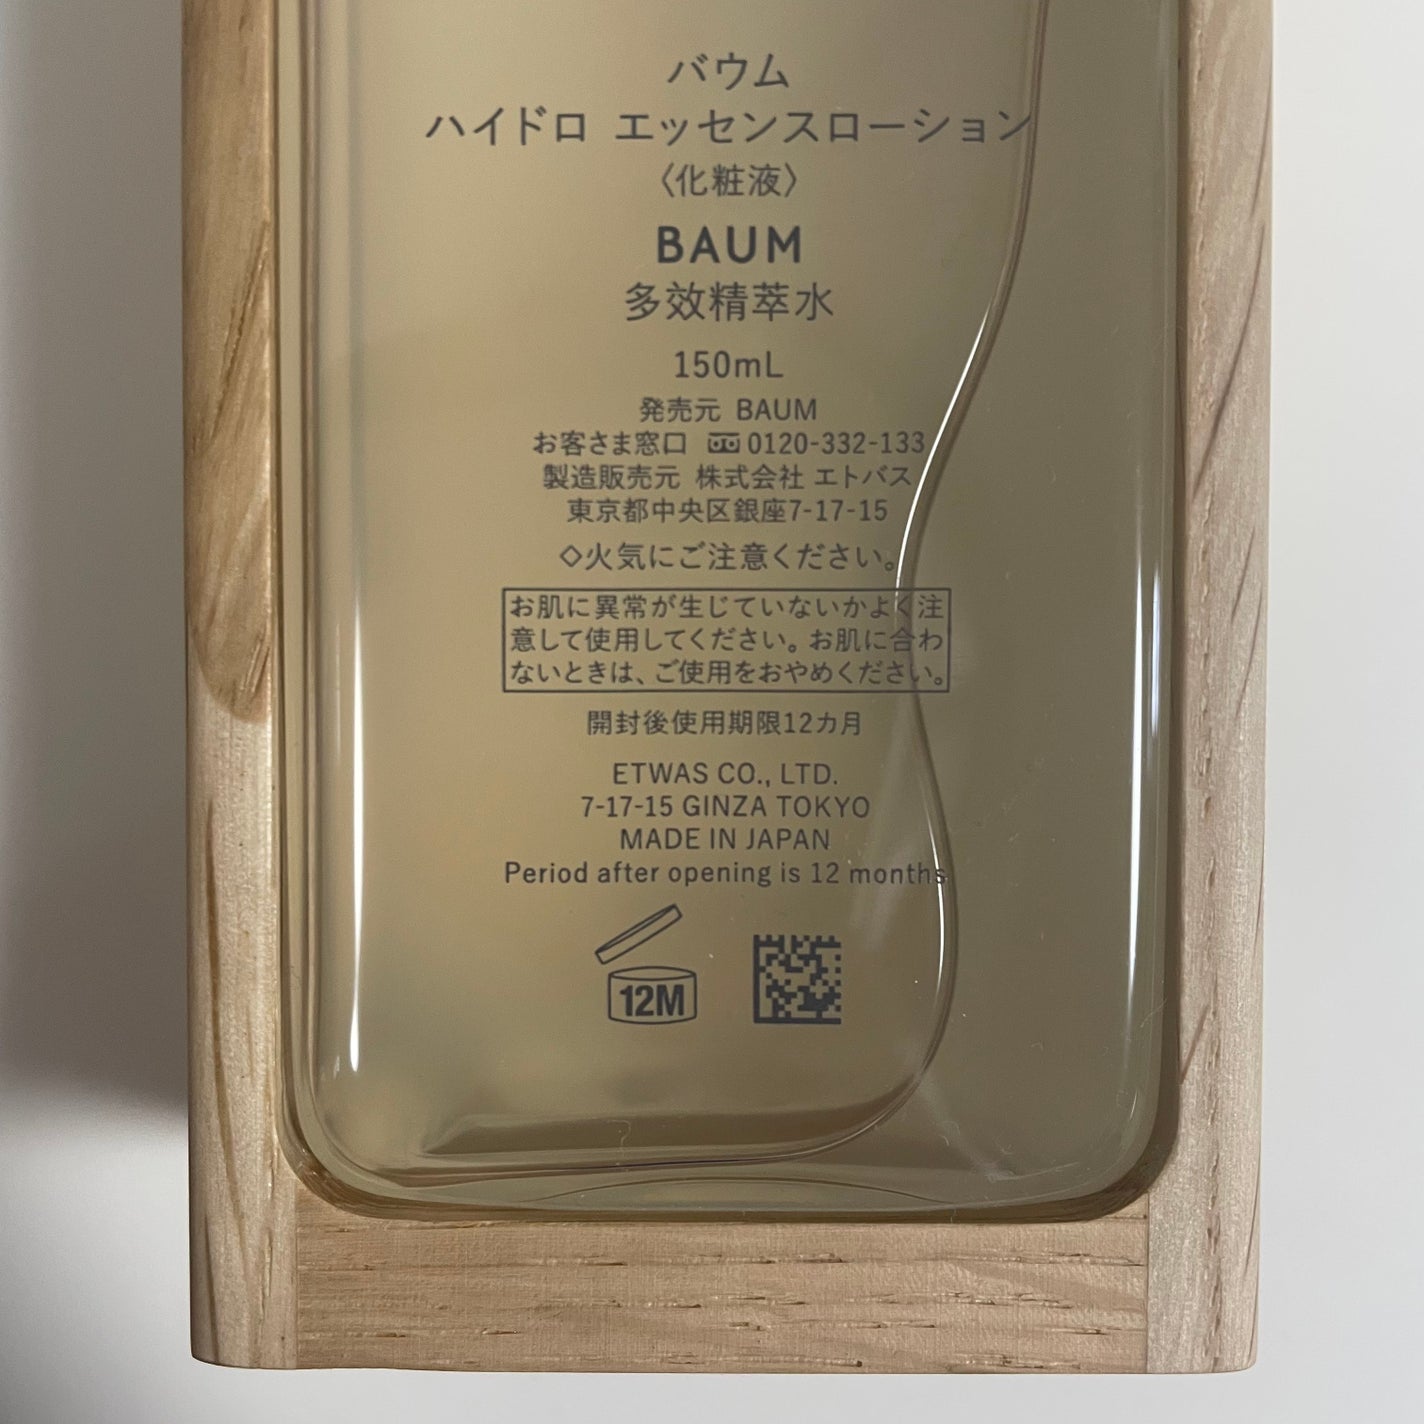 バウム
ハイドロ エッセンスローション
〈化粧液〉
BAUM
多效精萃水
150mL
発売元 BAUM
お客さま窓口 0120-332-133
製造販売元 株式会社 エトバス
東京都中央区銀座7-17-15
◇火気にご注意ください。
お肌に異常が生じていないかよく注
意して使用してください。お肌に合わ
ないときは、ご使用をおやめください。
開封後使用期限12カ月
ETWAS CO., LTD.
7-17-15 GINZA TOKYO
MADE IN JAPAN
Period after opening is 12 months
12M